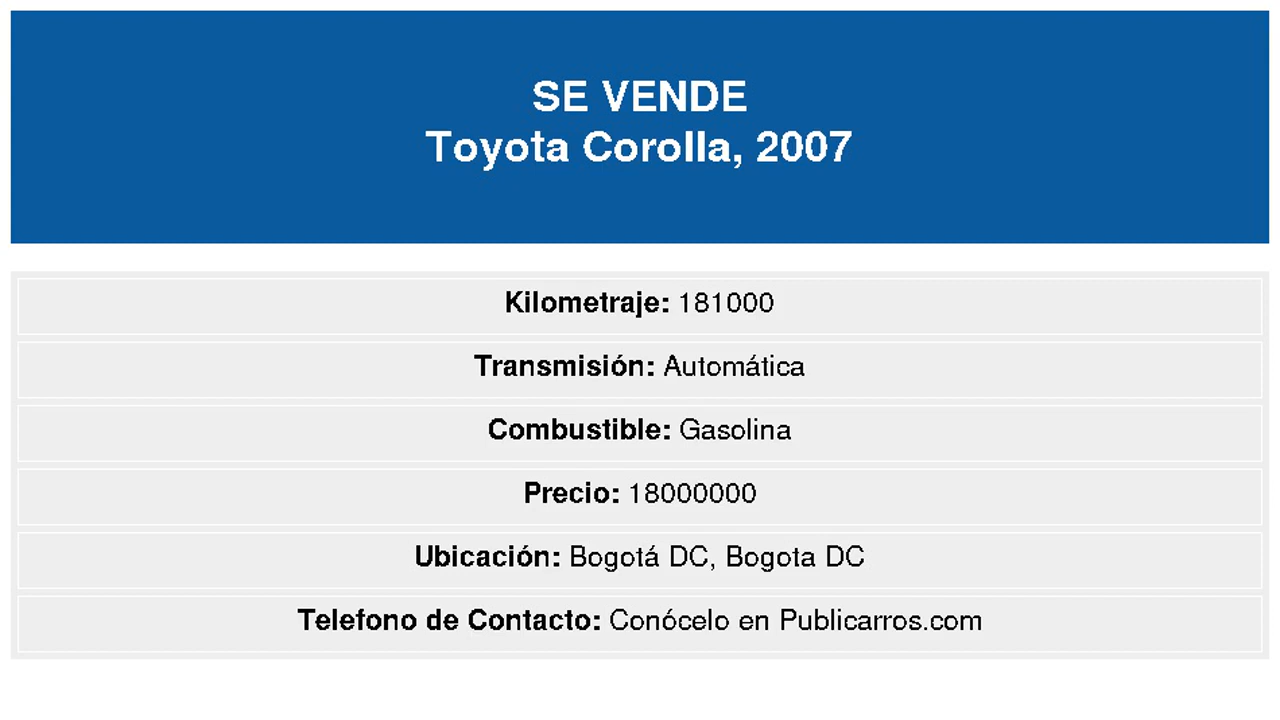 SE VENDE
Toyota Corolla, 2007
Kilometraje: 181000
Transmisión: Automática
Combustible: Gasolina
Precio: 18000000
Ubicación: Bogotá DC, Bogota DC
Telefono de Contacto: Conócelo en Publicarros.com